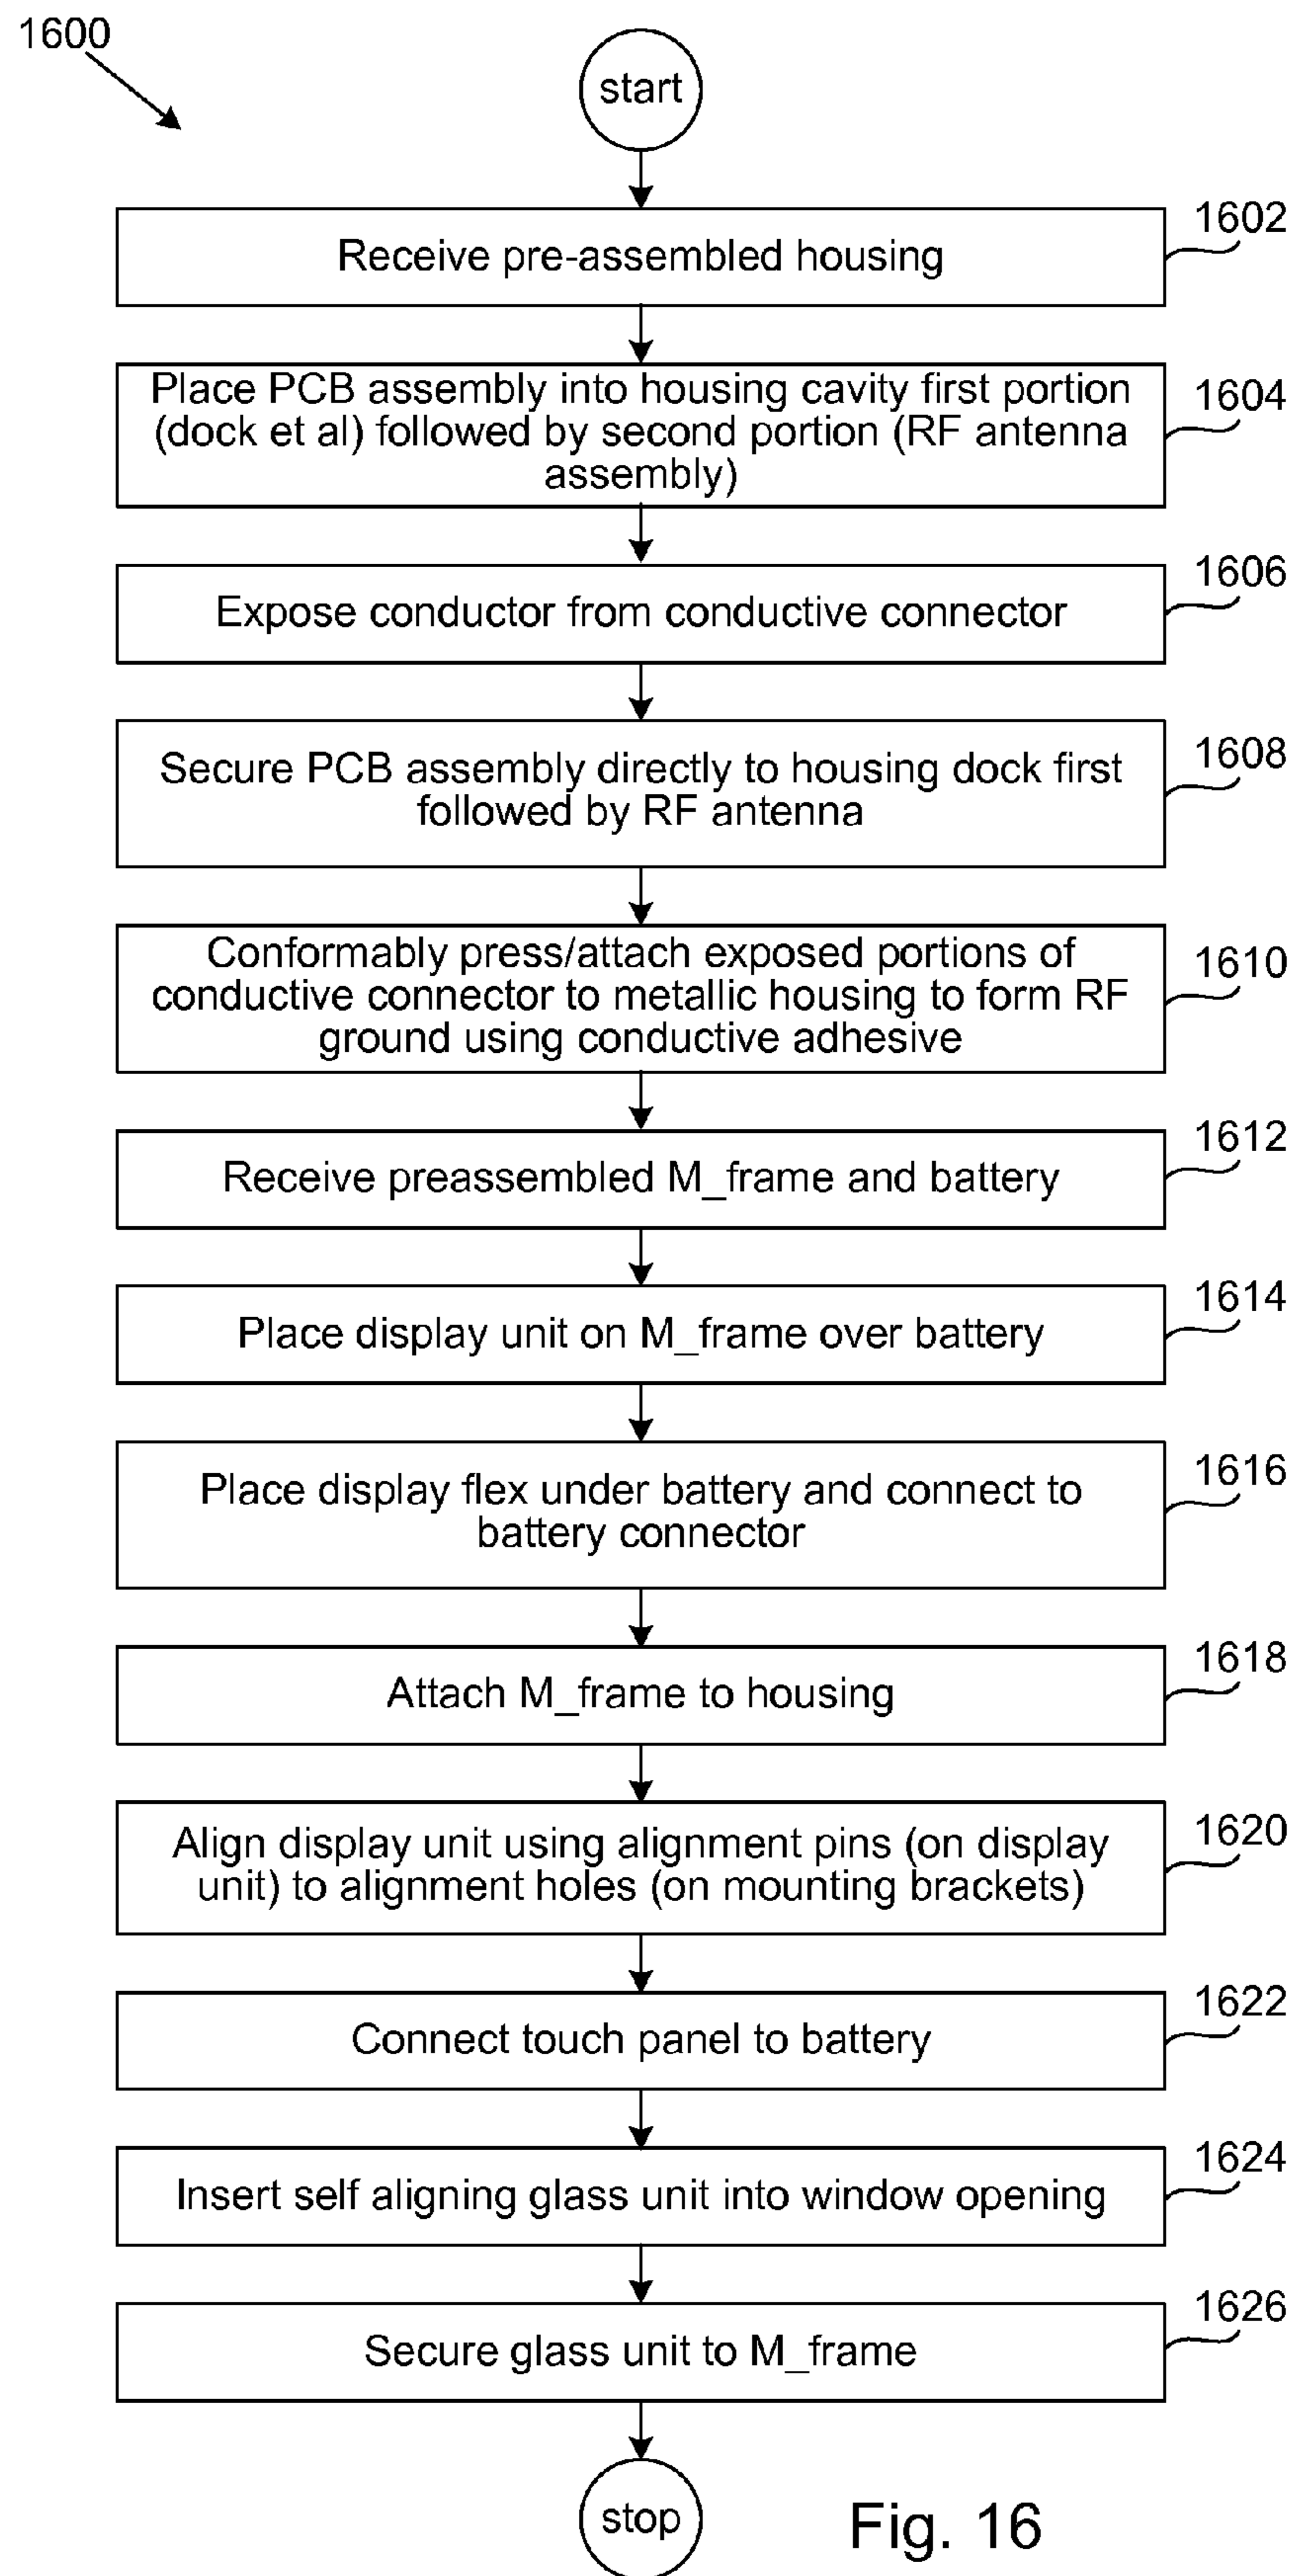 1600
start
1602
Receive pre-assembled housing
1604
Place PCB assembly into housing cavity first portion
(dock et al) followed by second portion (RF antenna
assembly)
1606
Expose conductor from conductive connector
1608
Secure PCB assembly directly to housing dock first
followed by RF antenna
1610
Conformably press/attach exposed portions of
conductive connector to metallic housing to form RF
ground using conductive adhesive
1612
Receive preassembled M_frame and battery
1614
Place display unit on M_frame over battery
1616
Place display flex under battery and connect to
battery connector
1618
Attach M_frame to housing
1620
Align display unit using alignment pins (on display
unit) to alignment holes (on mounting brackets)
1622
Connect touch panel to battery
1624
Insert self aligning glass unit into window opening
1626
Secure glass unit to M_frame
stop
Fig. 16